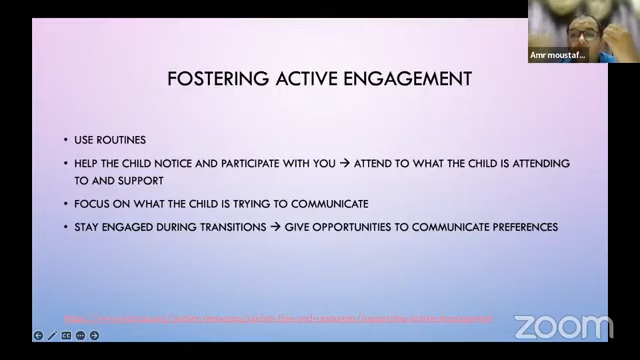 Amr moustaf...
FOSTERING ACTIVE ENGAGEMENT
• USE ROUTINES
• HELP THE CHILD NOTICE AND PARTICIPATE WITH YOU → ATTEND TO WHAT THE CHILD IS ATTENDING
TO AND SUPPORT
• FOCUS ON WHAT THE CHILD IS TRYING TO COMMUNICATE
• STAY ENGAGED DURING TRANSITIONS → GIVE OPPORTUNITIES TO COMMUNICATE PREFERENCES
zoom